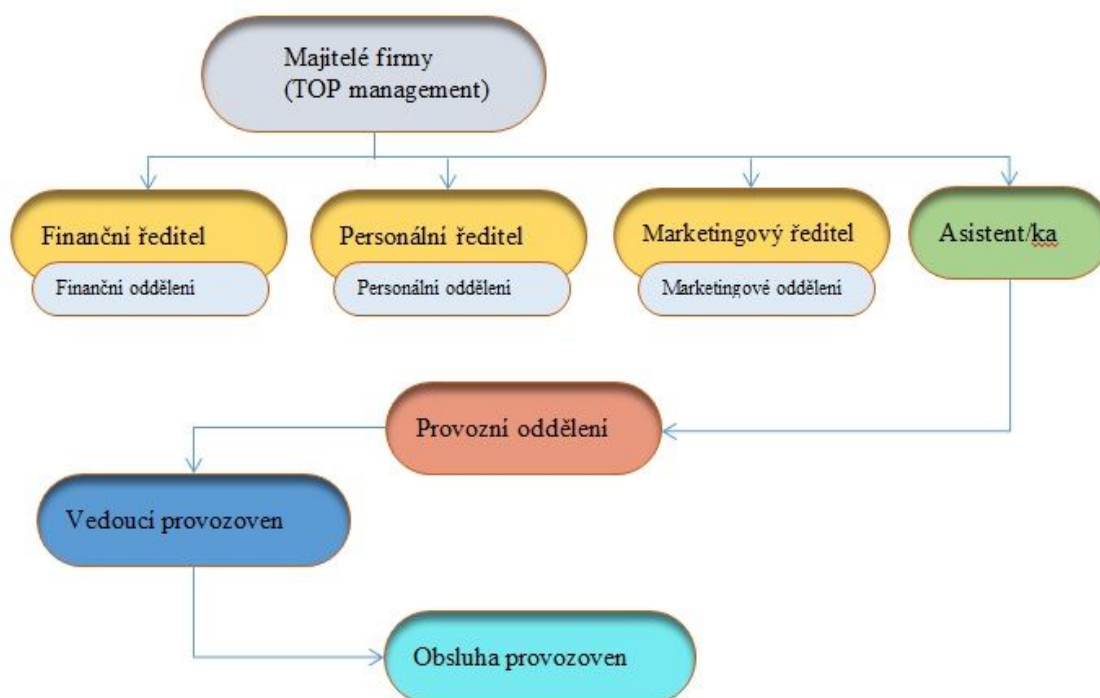 Majitelé firmy
(TOP management)
Finanční ředitel
Finanční oddělení
Personální ředitel
Personální oddělení
Marketingový ředitel
Marketingové oddělení
Asistent/ka
Provozní oddělení
Vedoucí provozoven
Obsluha provozoven